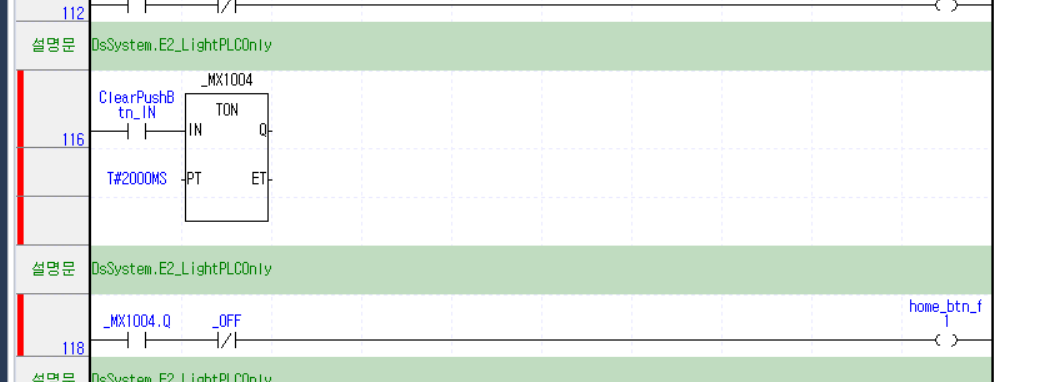 112
설명문 DsSystem.E2_LightPLCOnly
_MX1004
ClearPushB
tn_IN
TON
IN Q
116
T#2000MS PT ET
설명문 DsSystem.E2_LightPLCOnly
home_btn_f
_MX1004.Q _OFF 1
118
설명문 DsSystem.E2_LightPLCOnly